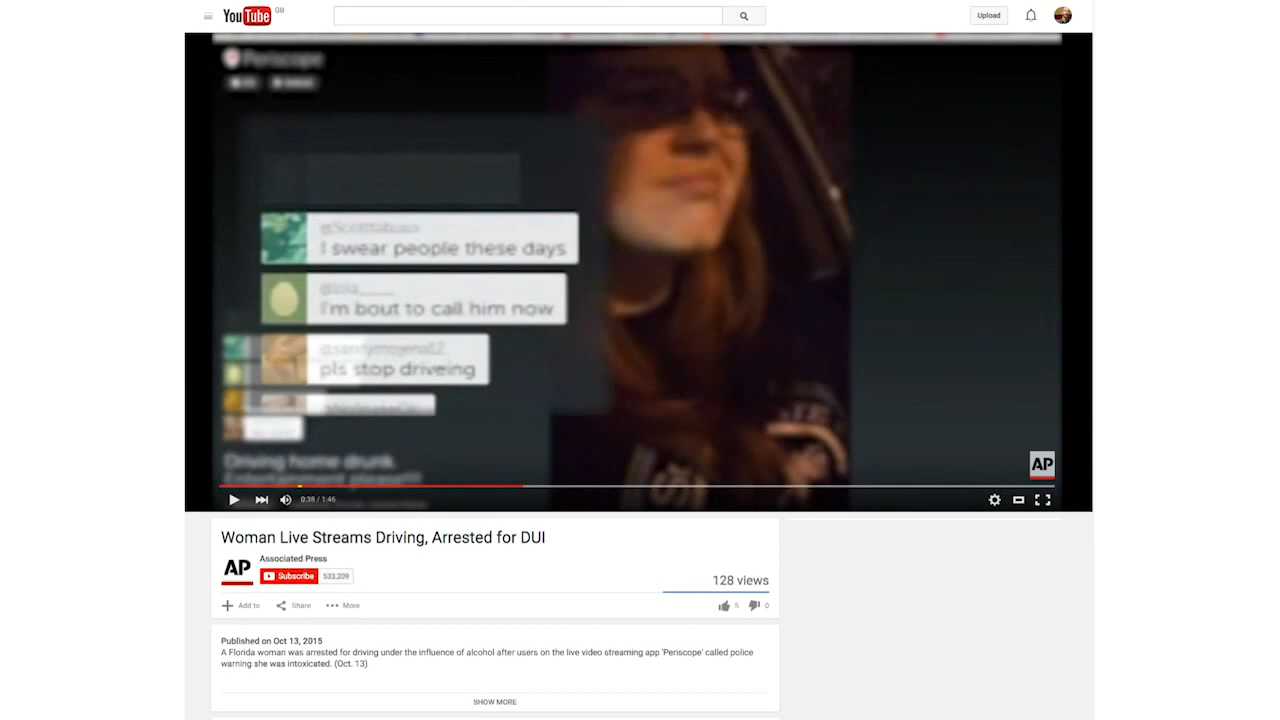 YouTube GB
Upload
Periscope
I swear people these days
I'm bout to call him now
pls stop driveing
Driving home drunk.
AP
0:38 / 1:46
Woman Live Streams Driving, Arrested for DUI
AP
Associated Press
Subscribe 533,209
128 views
Add to Share More 5 0
Published on Oct 13, 2015
A Florida woman was arrested for driving under the influence of alcohol after users on the live video streaming app 'Periscope' called police
warning she was intoxicated. (Oct. 13)
SHOW MORE